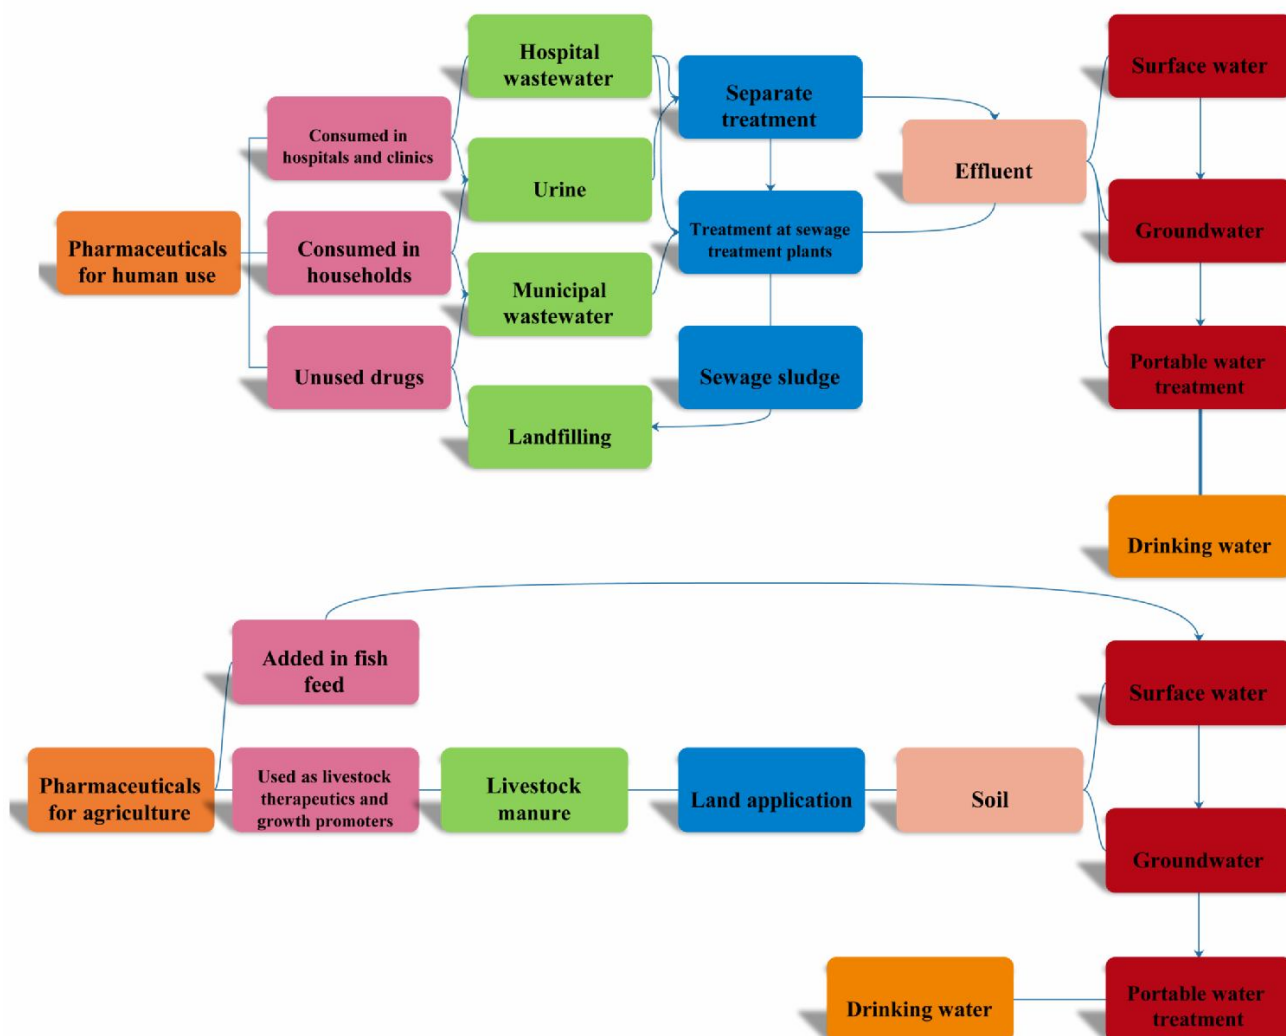 Hospital
wastewater
Surface water
Separate
treatment
Consumed in
hospitals and clinics
Effluent
Urine
Pharmaceuticals
for human use
Consumed in
households
Treatment at sewage
treatment plants
Groundwater
Municipal
wastewater
Unused drugs
Sewage sludge
Portable water
treatment
Landfilling
Drinking water
Added in fish
feed
Surface water
Pharmaceuticals
for agriculture
Used as livestock
therapeutics and
growth promoters
Livestock
manure
Land application
Soil
Groundwater
Drinking water
Portable water
treatment